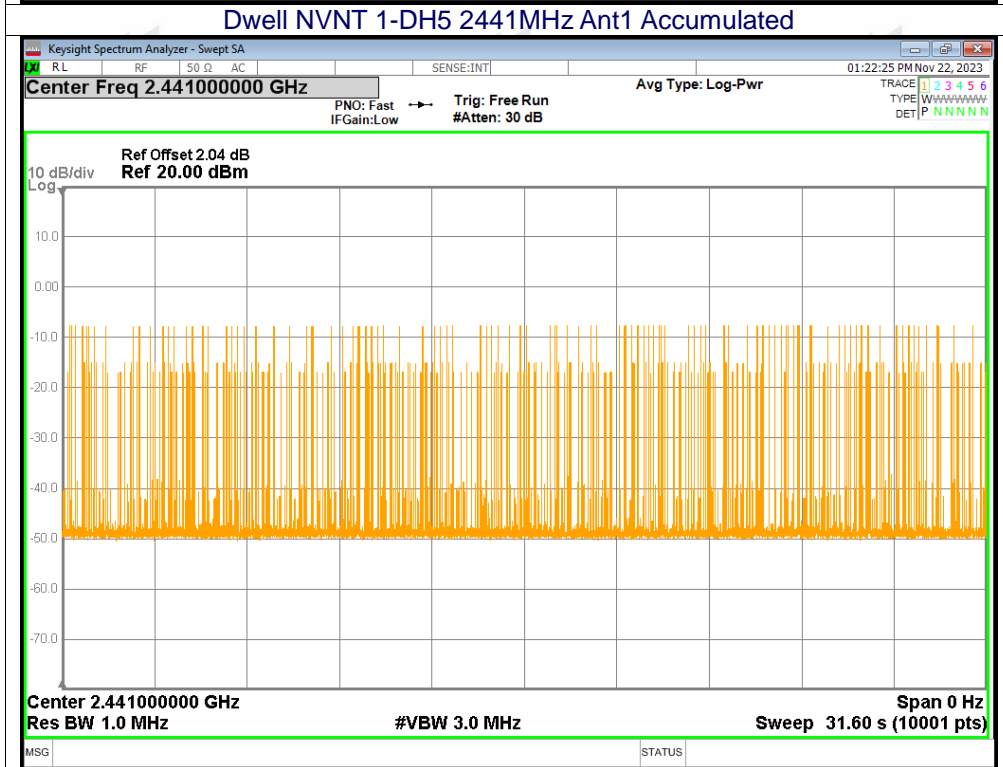 Dwell NVNT 1-DH5 2441MHz Ant1 Accumulated
Keysight Spectrum Analyzer - Swept SA
LXI RL RF 50 Ω AC SENSE:INT 01:22:25 PM Nov 22, 2023
Center Freq 2.441000000 GHz Avg Type: Log-Pwr TRACE 1 2 3 4 5 6
PNO: Fast Trig: Free Run TYPE WWWWWW
IFGain:Low #Atten: 30 dB DET P N N N N N
Ref Offset 2.04 dB
10 dB/div Ref 20.00 dBm
Log
10.0
0.00
-10.0
-20.0
-30.0
-40.0
-50.0
-60.0
-70.0
Center 2.441000000 GHz Span 0 Hz
Res BW 1.0 MHz #VBW 3.0 MHz Sweep 31.60 s (10001 pts)
MSG STATUS